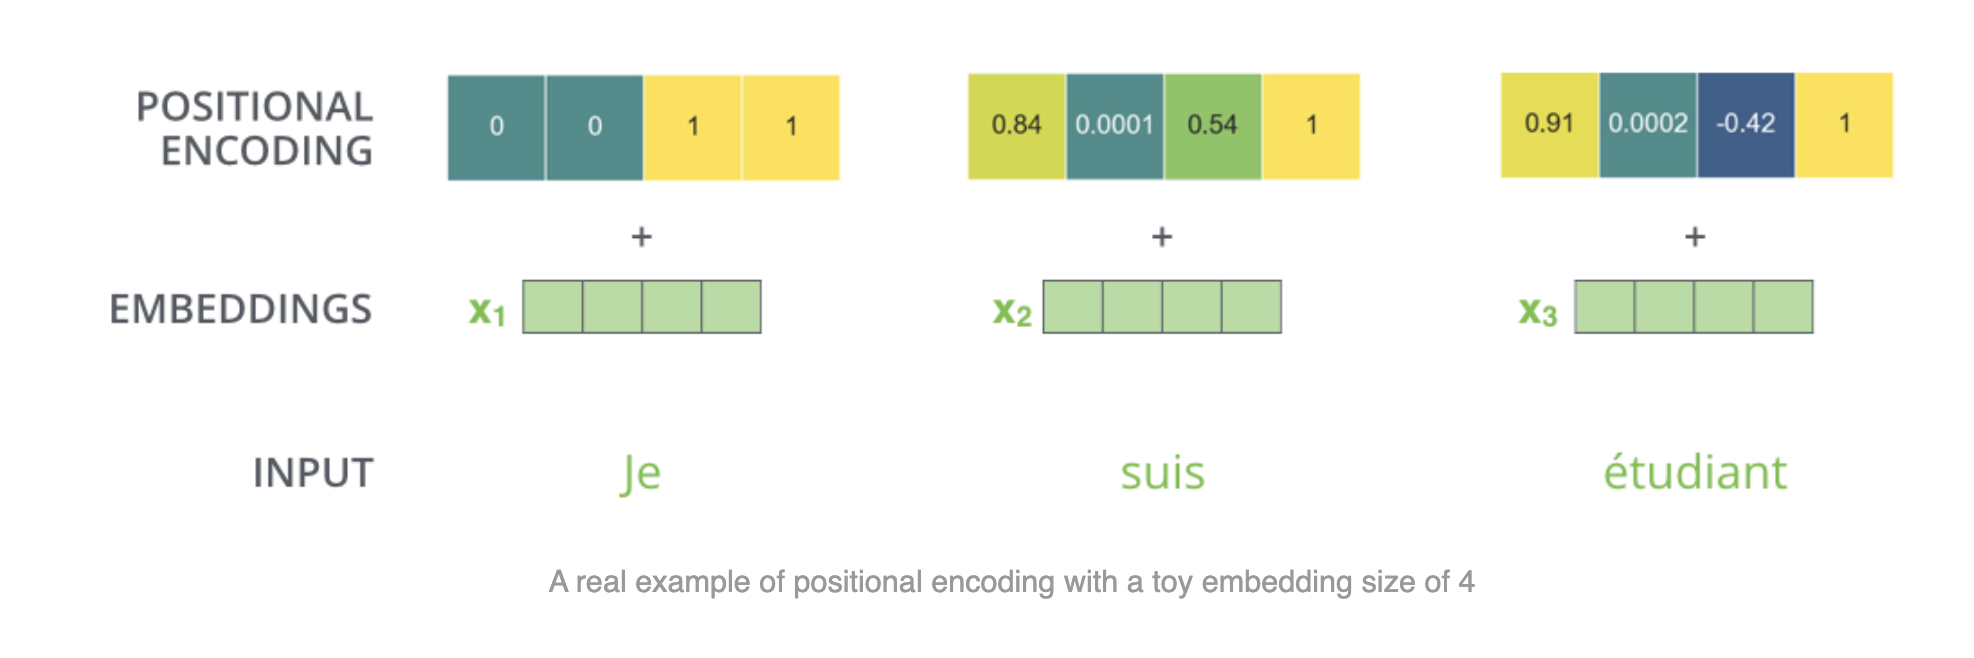 POSITIONAL
ENCODING
0 0 1 1
0.84 0.0001 0.54 1
0.91 0.0002 -0.42 1
+ + +
EMBEDDINGS x1 x2 x3
INPUT Je suis étudiant
A real example of positional encoding with a toy embedding size of 4